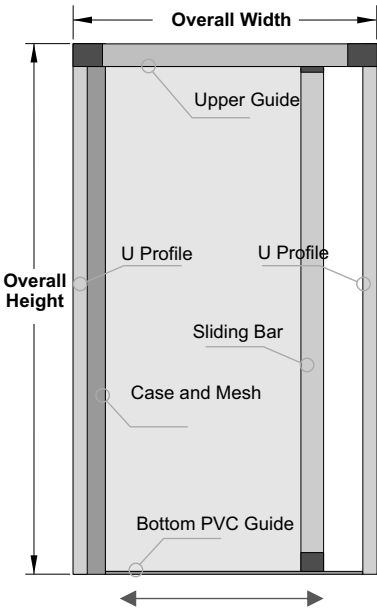 Overall Width
Upper Guide
U Profile
U Profile
Overall
Height
Sliding Bar
Case and Mesh
Bottom PVC Guide